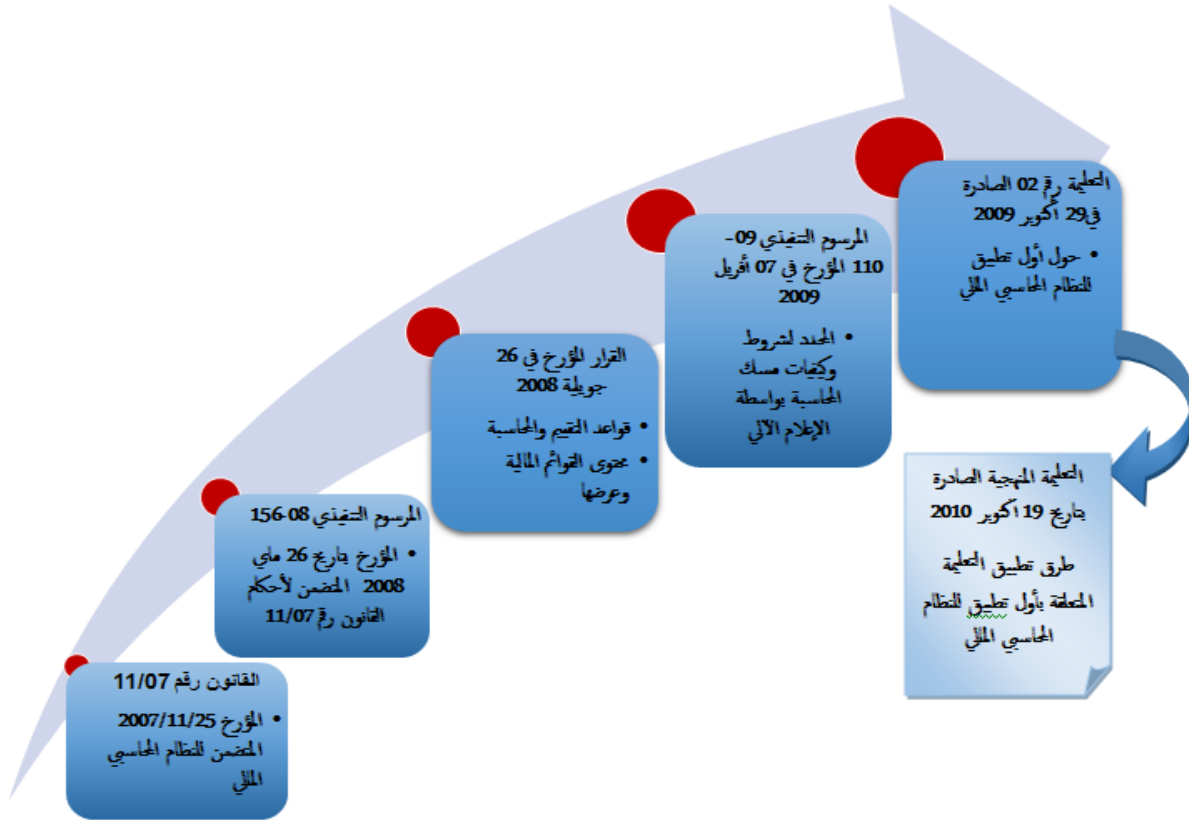 التعليمة رقم 02 الصادرة
في29 أكتوبر 2009
• حول أول تطبيق
للنظام المحاسبي المالي
المرسوم التنفيذي 09-
110 المؤرخ في 07 أفريل
2009
• المحدد لشروط
وكيفيات مسك
المحاسبة بواسطة
الإعلام الآلي
القرار المؤرخ في 26
جويلية 2008
• قواعد التقييم والمحاسبة
• محتوى القوائم المالية
وعرضها
المرسوم التنفيذي 08-156
• المؤرخ بتاريخ 26 ماي
2008 المتضمن لأحكام
القانون رقم 11/07
القانون رقم 11/07
• المؤرخ 2007/11/25
المتضمن للنظام المحاسبي
المالي
التعليمة المنهجية الصادرة
بتاريخ 19 أكتوبر 2010
طرق تطبيق التعليمة
المتعلقة بأول تطبيق للنظام
المحاسبي المالي